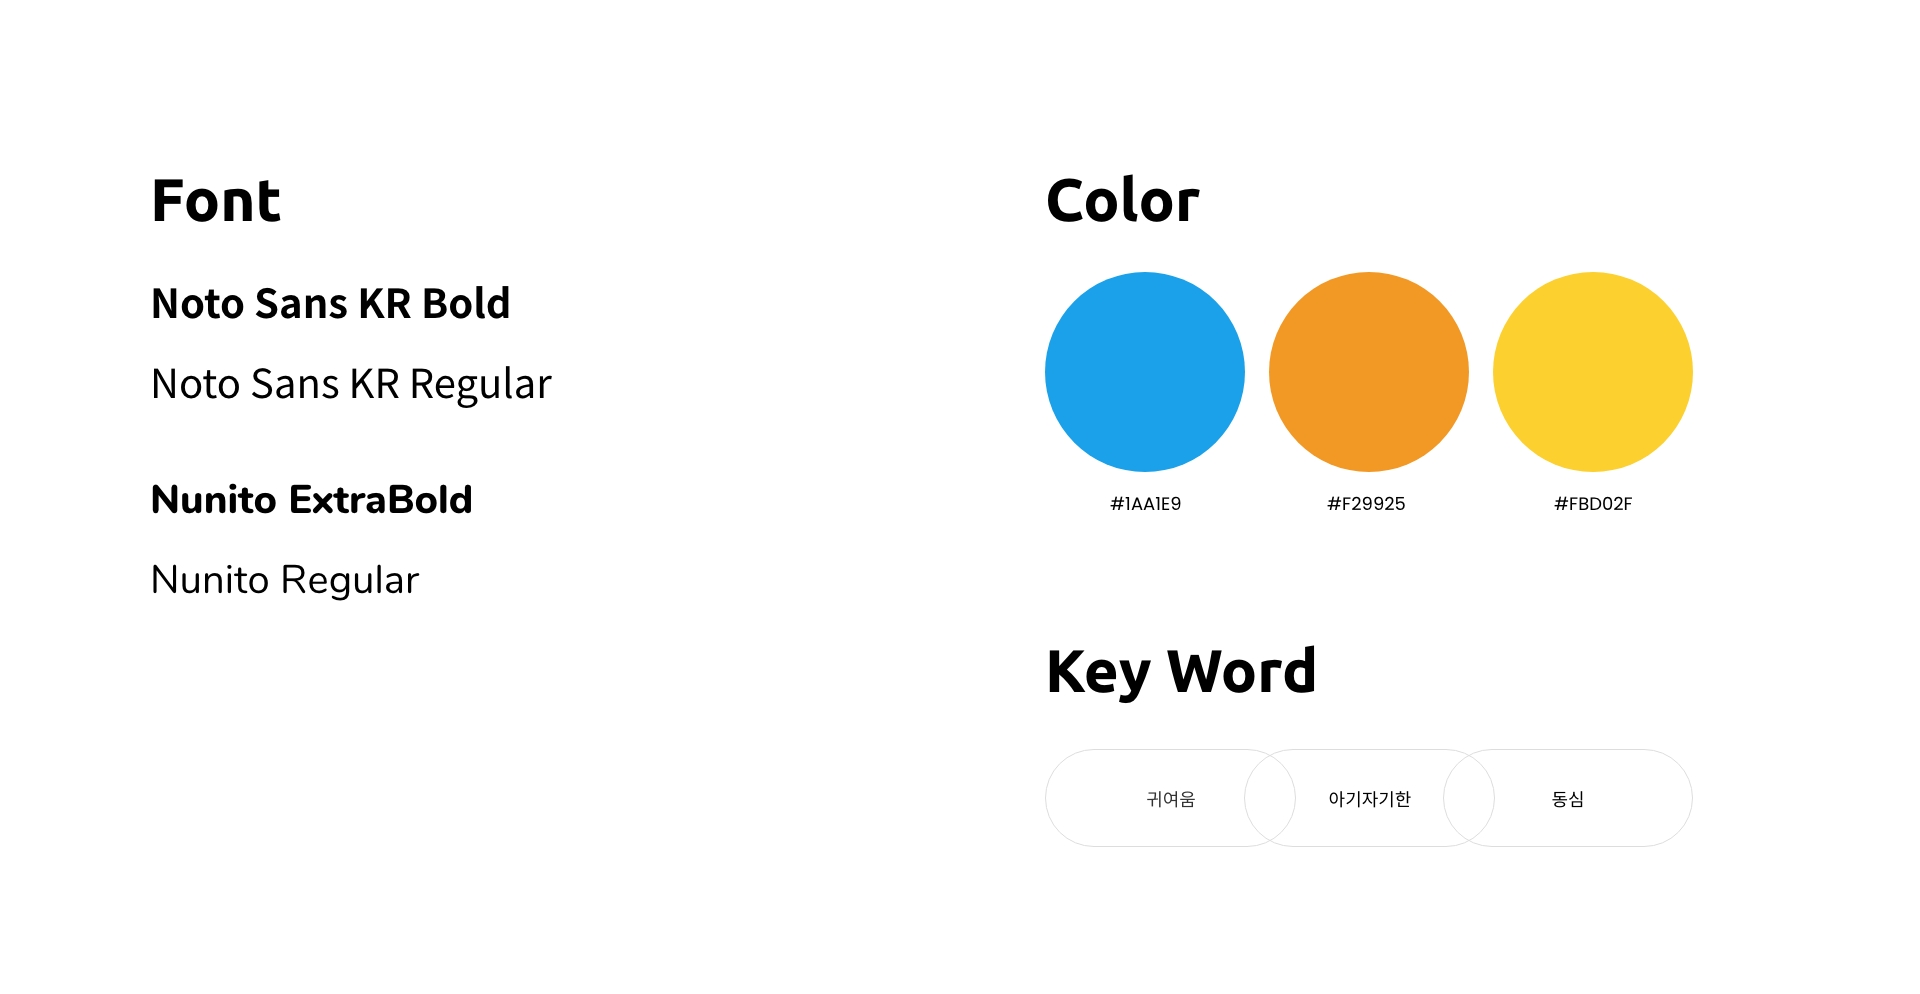 Font
Noto Sans KR Bold
Noto Sans KR Regular
Nunito ExtraBold
Nunito Regular
Color
#1AA1E9
#F29925
#FBD02F
Key Word
귀여움
아기자기한
동심